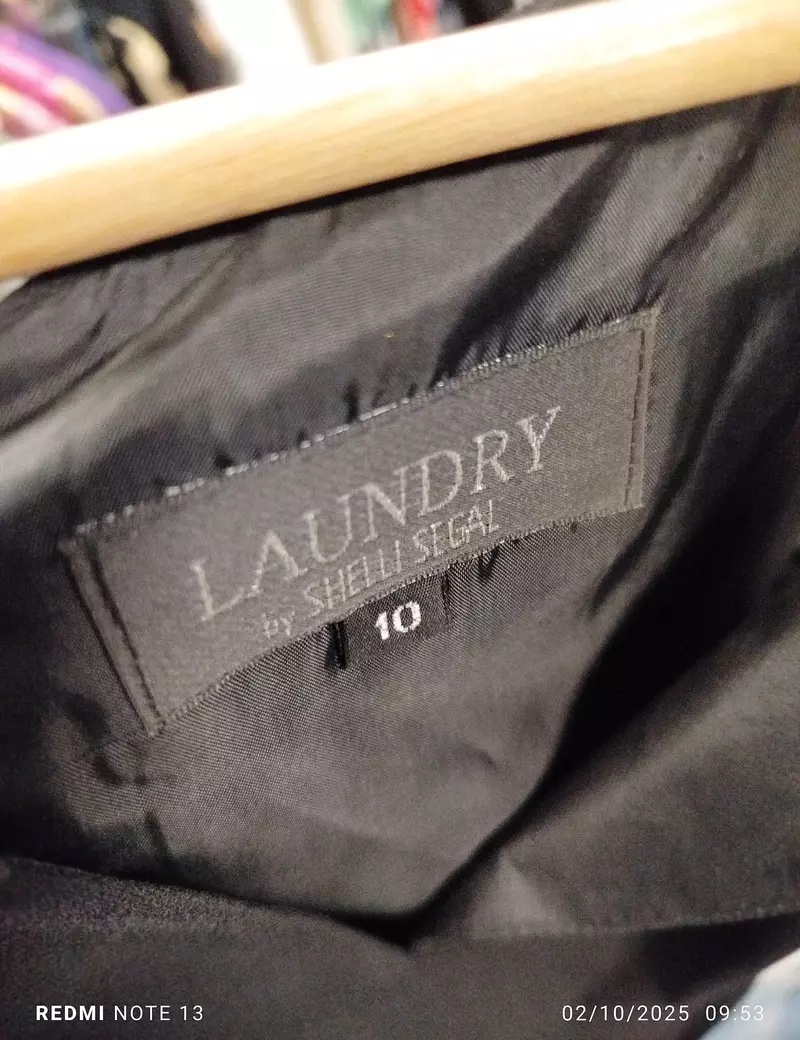 LAUNDRY
by SHELLI SEGAL
10
REDMI NOTE 13
02/10/2025 09:53